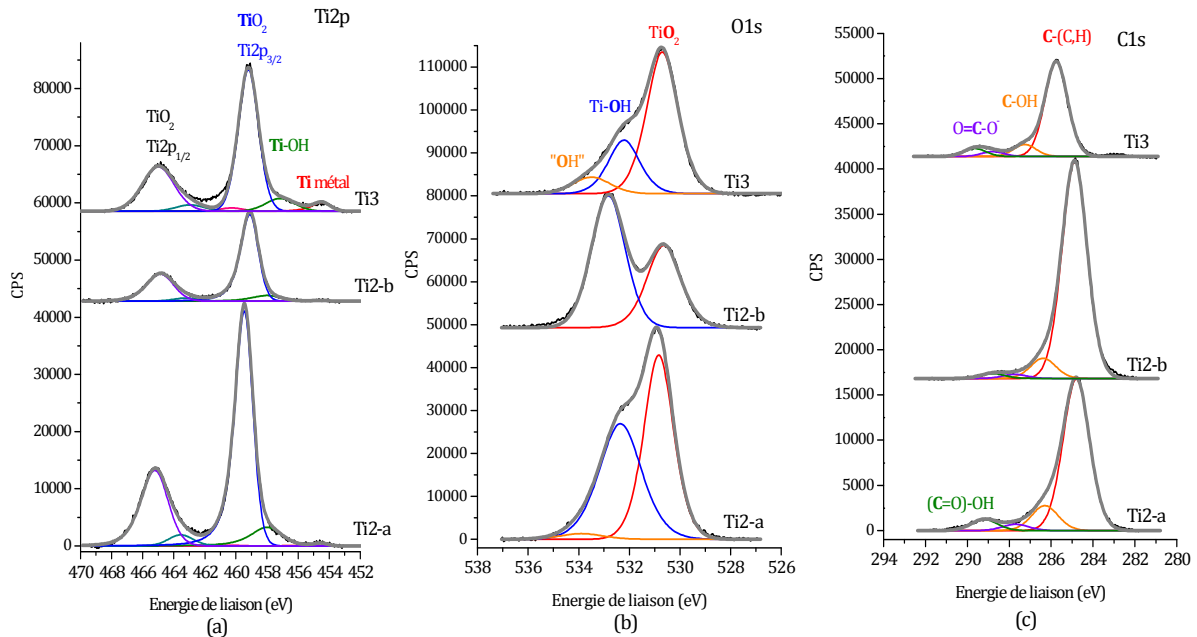 Ti2p
TiO2
Ti2p3/2
TiO2
Ti2p1/2
Ti-OH
Ti métal
Ti3
Ti2-b
Ti2-a
CPS
80000
70000
60000
50000
40000
30000
20000
10000
0
470 468 466 464 462 460 458 456 454 452
Energie de liaison (eV)
(a)
O1s
TiO2
Ti-OH
"OH"
Ti3
Ti2-b
Ti2-a
CPS
110000
100000
90000
80000
70000
60000
50000
40000
30000
20000
10000
0
538 536 534 532 530 528 526
Energie de liaison (eV)
(b)
C1s
C-(C,H)
C-OH
O=C-O-
Ti3
Ti2-b
(C=O)-OH
Ti2-a
CPS
55000
50000
45000
40000
35000
30000
25000
20000
15000
10000
5000
0
294 292 290 288 286 284 282 280
Energie de liaison (eV)
(c)